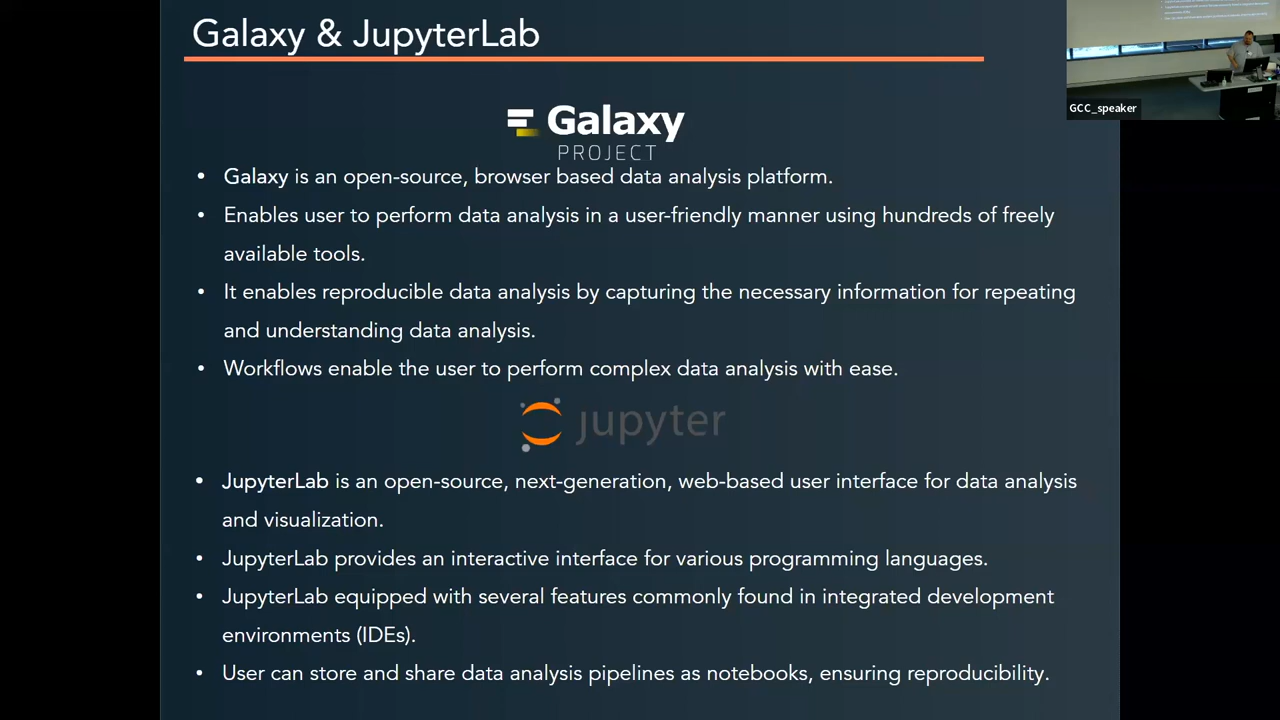 Galaxy & JupyterLab
GCC_speaker
Galaxy
PROJECT
• Galaxy is an open-source, browser based data analysis platform.
• Enables user to perform data analysis in a user-friendly manner using hundreds of freely
available tools.
• It enables reproducible data analysis by capturing the necessary information for repeating
and understanding data analysis.
• Workflows enable the user to perform complex data analysis with ease.
jupyter
• JupyterLab is an open-source, next-generation, web-based user interface for data analysis
and visualization.
• JupyterLab provides an interactive interface for various programming languages.
• JupyterLab equipped with several features commonly found in integrated development
environments (IDEs).
• User can store and share data analysis pipelines as notebooks, ensuring reproducibility.